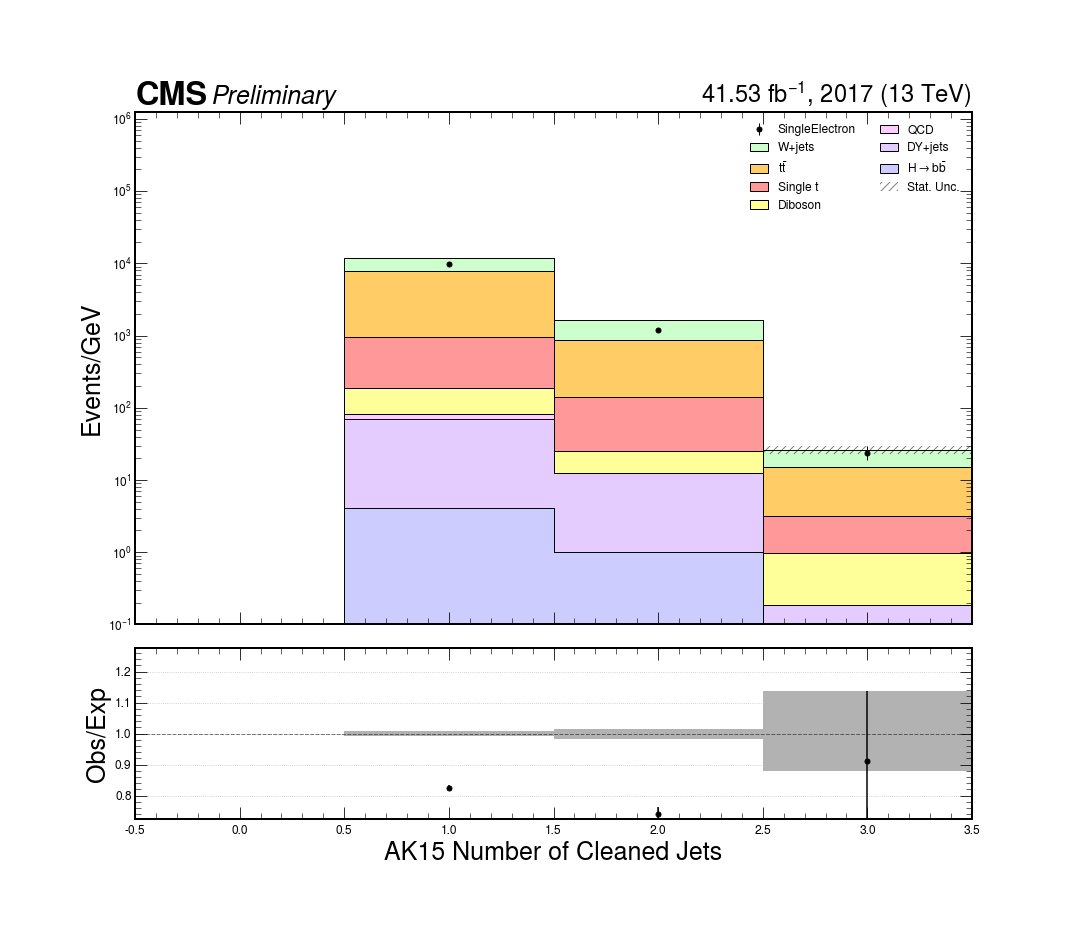 CMS Preliminary
41.53 fb⁻¹, 2017 (13 TeV)
SingleElectron
W+jets
tt̄
Single t
Diboson
QCD
DY+jets
H→bb̄
Stat. Unc.
Events/GeV
10⁶
10⁵
10⁴
10³
10²
10¹
10⁰
10⁻¹
Obs/Exp
1.2
1.1
1.0
0.9
0.8
-0.5 0.0 0.5 1.0 1.5 2.0 2.5 3.0 3.5
AK15 Number of Cleaned Jets